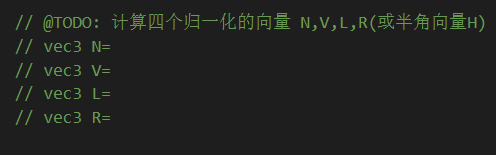 // @TODO: 计算四个归一化的向量 N,V,L,R(或半角向量H)
// vec3 N=
// vec3 V=
// vec3 L=
// vec3 R=